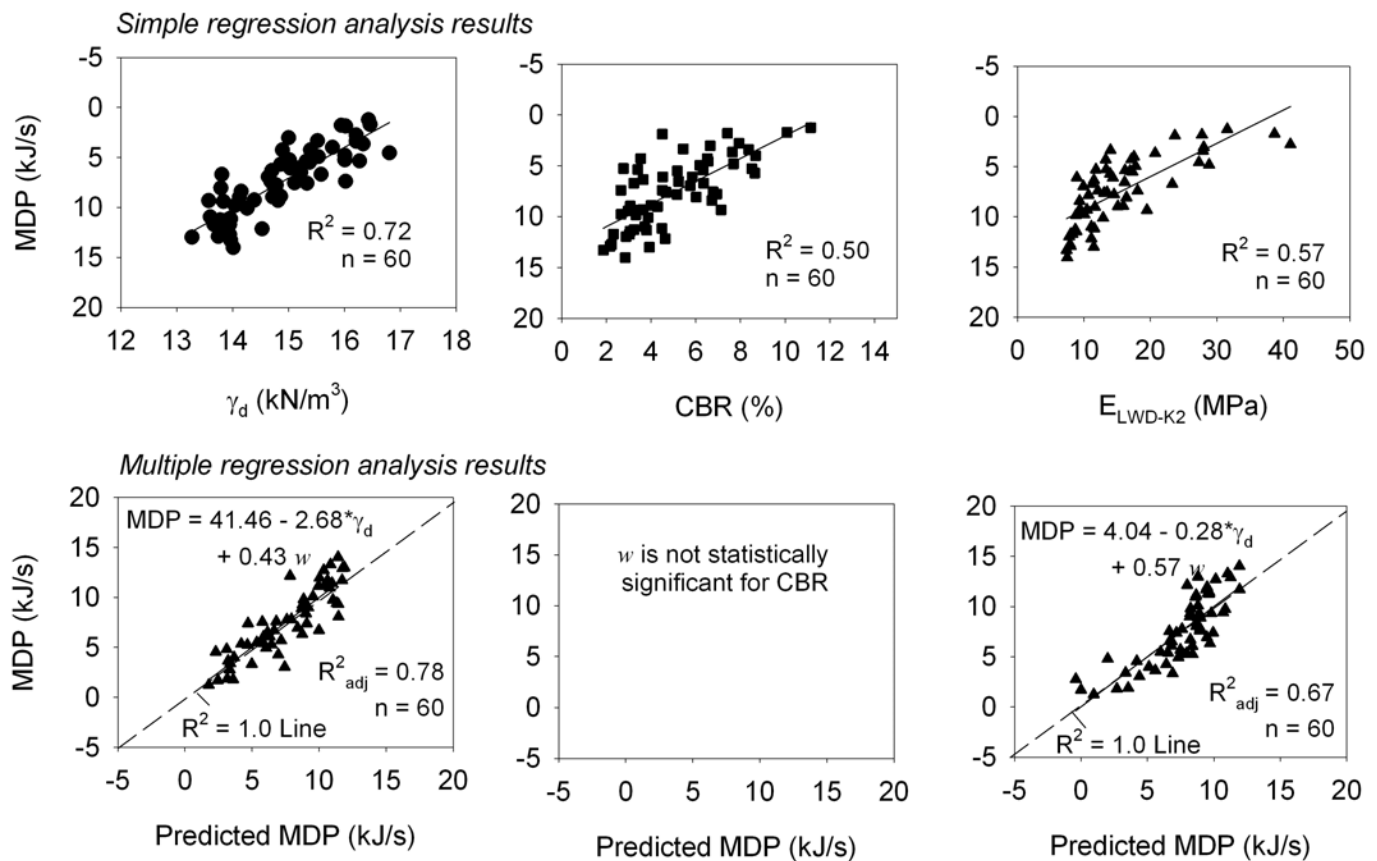 Simple regression analysis results
MDP (kJ/s)
-5
0
5
10
15
20
R² = 0.72
n = 60
12 13 14 15 16 17 18
γd (kN/m³)
-5
0
5
10
15
20
R² = 0.50
n = 60
0 2 4 6 8 10 12 14
CBR (%)
-5
0
5
10
15
20
R² = 0.57
n = 60
0 10 20 30 40 50
E LWD-K2 (MPa)
Multiple regression analysis results
MDP (kJ/s)
20
15
10
5
0
-5
MDP = 41.46 - 2.68*γd
+ 0.43 w
R²adj = 0.78
n = 60
R² = 1.0 Line
-5 0 5 10 15 20
Predicted MDP (kJ/s)
20
15
10
5
0
-5
w is not statistically
significant for CBR
-5 0 5 10 15 20
Predicted MDP (kJ/s)
20
15
10
5
0
-5
MDP = 4.04 - 0.28*γd
+ 0.57 w
R²adj = 0.67
n = 60
R² = 1.0 Line
-5 0 5 10 15 20
Predicted MDP (kJ/s)